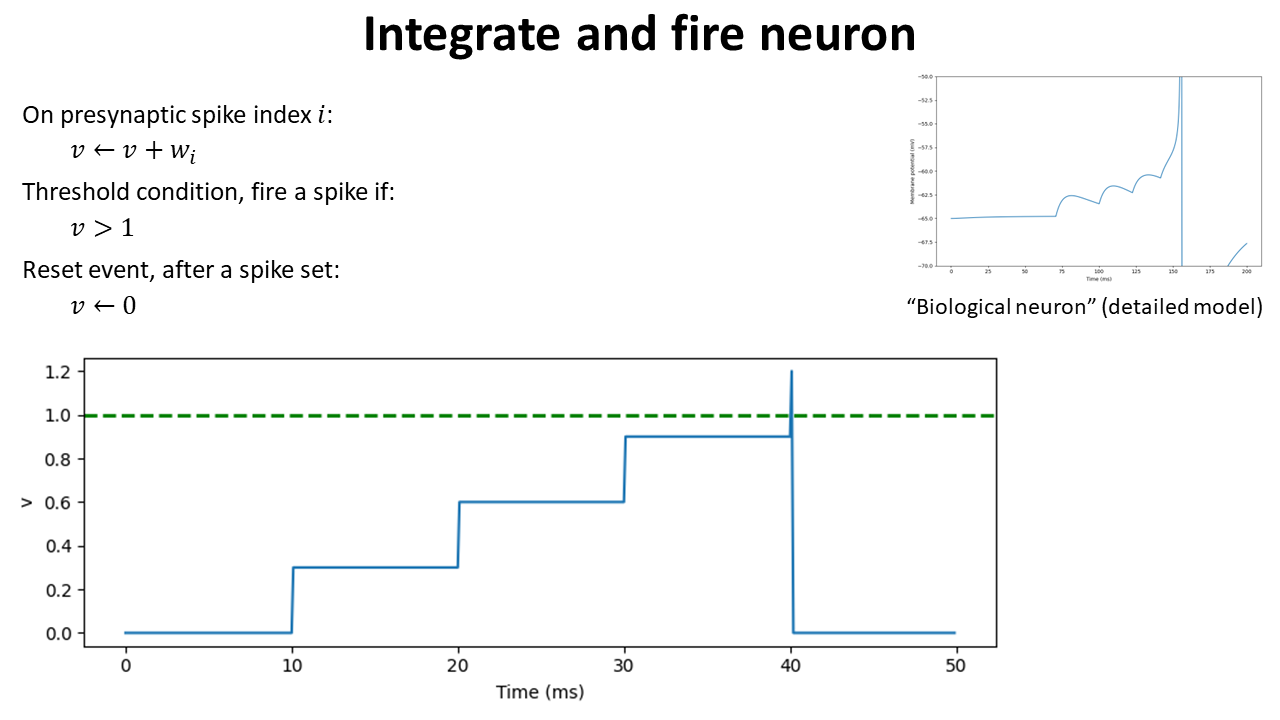 Integrate and fire neuron
On presynaptic spike index i:
v ← v + wᵢ
Threshold condition, fire a spike if:
v > 1
Reset event, after a spike set:
v ← 0
−50.0
−52.5
−55.0
−57.5
−60.0
−62.5
−65.0
−67.5
−70.0
Membrane potential (mV)
0 25 50 75 100 125 150 175 200
Time (ms)
“Biological neuron” (detailed model)
1.2
1.0
0.8
0.6
0.4
0.2
0.0
v
0 10 20 30 40 50
Time (ms)